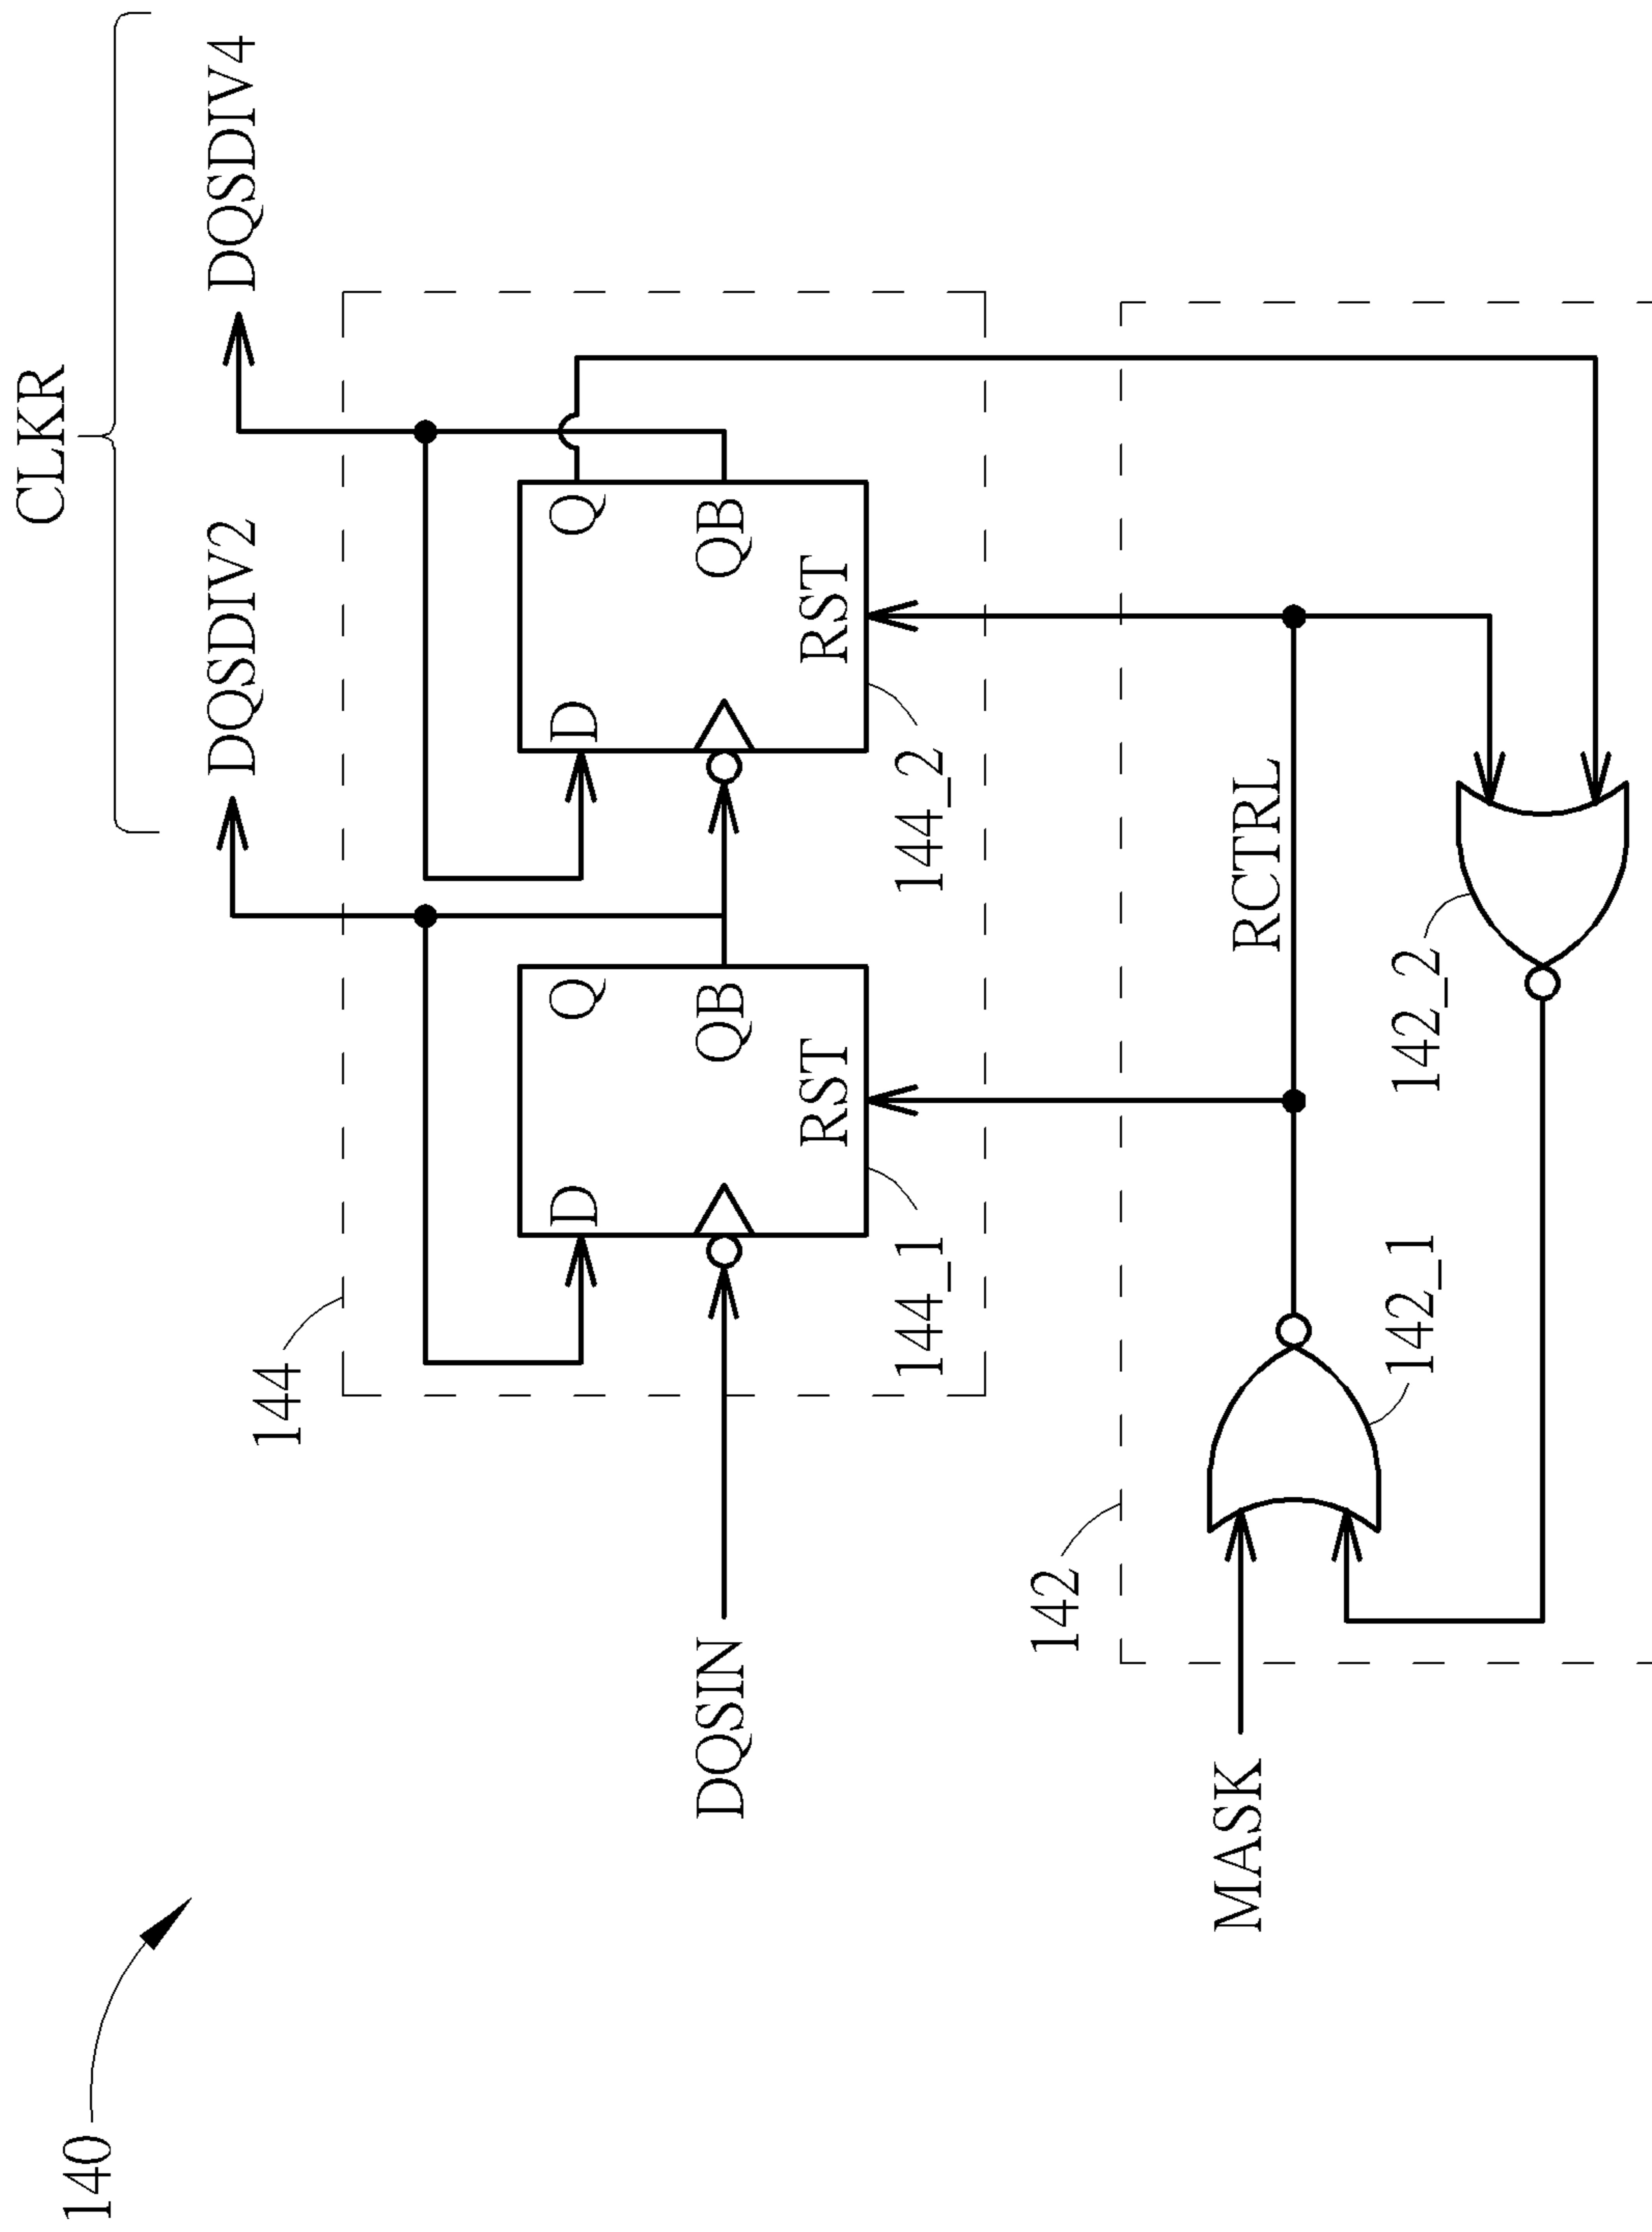 140
CLKR
DQSDIV2
DQSDIV4
144
D
Q
QB
RST
144_1
D
Q
QB
RST
144_2
DQSIN
142
MASK
RCTRL
142_1
142_2